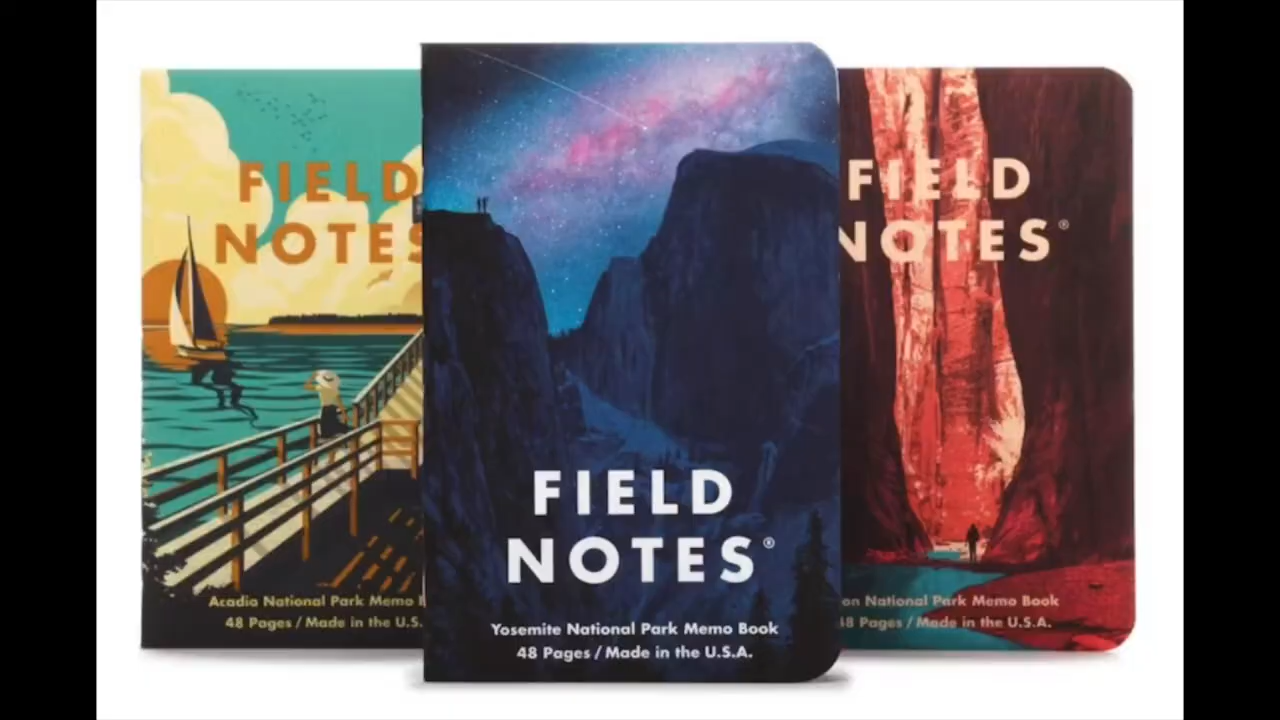 FIELD
NOTES
Acadia National Park Memo B
48 Pages / Made in the U.S.
FIELD
NOTES®
Yosemite National Park Memo Book
48 Pages / Made in the U.S.A.
FIELD
NOTES®
on National Park Memo Book
48 Pages / Made in the U.S.A.